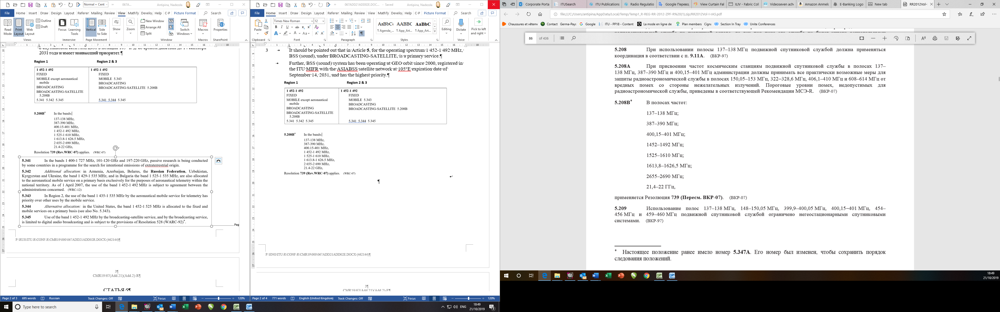 Normal + Cent
067A...
Antipina, Nadezda
File Home Insert Draw Design Layout Referer Mailing Review View MathTy Develo Help C-P Picture Format Search
Read Mode
Print Layout
Web Layout
Outline
Draft
Views
Focus
Learning Tools
Immersive
Vertical
Side to Side
Page Movement
Show
Zoom
New Window
Arrange All
Split
Switch Windows
Window
Macros
Macros
Properties
SharePoint
2031 года и имеет наивысший приоритет.¶
Region 1 Region 2 & 3
1 452-1 492 1 452-1 492
FIXED FIXED
MOBILE except aeronautical mobile MOBILE 5.343
BROADCASTING BROADCASTING
BROADCASTING-SATELLITE 5.208B BROADCASTING-SATELLITE 5.208B
5.341 5.342 5.345 5.341 5.344 5.345
5.208B* In the bands:
137-138 MHz,
387-390 MHz,
400.15-401 MHz,
1 452-1 492 MHz,
1 525-1 610 MHz,
1 613.8-1 626.5 MHz,
2 655-2 690 MHz,
21.4-22 GHz,
Resolution 739 (Rev.WRC-07) applies. (WRC-07)
5.341 In the bands 1 400-1 727 MHz, 101-120 GHz and 197-220 GHz, passive research is being conducted
by some countries in a programme for the search for intentional emissions of extraterrestrial origin.
5.342 Additional allocation: in Armenia, Azerbaijan, Belarus, the Russian Federation, Uzbekistan,
Kyrgyzstan and Ukraine, the band 1 429-1 535 MHz, and in Bulgaria the band 1 525-1 535 MHz, are also allocated
to the aeronautical mobile service on a primary basis exclusively for the purposes of aeronautical telemetry within the
national territory. As of 1 April 2007, the use of the band 1 452-1 492 MHz is subject to agreement between the
administrations concerned. (WRC-12)
5.343 In Region 2, the use of the band 1 435-1 535 MHz by the aeronautical mobile service for telemetry has
priority over other uses by the mobile service.
5.344 Alternative allocation: in the United States, the band 1 452-1 525 MHz is allocated to the fixed and
mobile services on a primary basis (see also No. 5.343).
5.345 Use of the band 1 452-1 492 MHz by the broadcasting-satellite service, and by the broadcasting service,
is limited to digital audio broadcasting and is subject to the provisions of Resolution 528 (WARC-92)*.
Pag
P:\RUS\ITU-R\CONF-R\CMR19\000\067ADD21ADD02R.DOCX (462144)¶
3¶
CMR19/67(Add.21)(Add.2)-R¶
СТАТЬЯ 5¶
Page 2 of 3 695 words Russian Track Changes: Off Focus 120%
067ADD21ADD02E.DOC... - Saved
Antipina, Nadezda
File Home Insert Draw Design Layout Referer Mailing Review View MathTy Develo Help C-P Picture Format Search
Paste
Clipboard
Times New Roman 12
Font
Paragraph
¶ Agenda_... ¶ App_Art... ¶ App_Art...
Styles
Editing
Dictate
Voice
Pick to left and right
3 It should be pointed out that in Article 5, for the operating spectrum 1 452-1 492 MHz,
BSS (sound), under BROADCASTING-SATELLITE, is a primary service.¶
Further, BSS (sound) system has been operating at GEO orbit since 2000, registered in
the ITU MIFR with the ASIABSS satellite network at 105°E expiration date of
September 14, 2031, and has the highest priority.¶
Region 1 Region 2 & 3
1 452-1 492 1 452-1 492
FIXED FIXED
MOBILE except aeronautical mobile MOBILE 5.343
BROADCASTING BROADCASTING
BROADCASTING-SATELLITE 5.208B BROADCASTING-SATELLITE 5.208B
5.341 5.342 5.345 5.341 5.344 5.345
5.208B* In the bands:
137-138 MHz,
387-390 MHz,
400.15-401 MHz,
1 452-1 492 MHz,
1 525-1 610 MHz,
1 613.8-1 626.5 MHz,
2 655-2 690 MHz,
21.4-22 GHz,
Resolution 739 (Rev.WRC-07) applies. (WRC-07)
¶
P:\ENG\ITU-R\CONF-R\CMR19\000\067ADD21ADD02E.DOCX (462144)¶
3¶
CMR19/67(Add.21)(Add.2)-E¶
Page 2 of 4 771 words English (United Kingdom) Track Changes: Off Focus 120%
Type here to search
ENG
18:49
21/10/2019
Corporate Porta ITUSearch ITU Publications Radio Regulatio Google Перево, View Curtain Fal ILIV - Fabric Coll Videoseven ach Amazon Anmelc E-Banking Logo New tab RR2012Vol-
file:///C:/Users/antipina/AppData/Local/Temp/Temp1_R-REG-RR-2012-ZPF-R%20(1).zip/RR2012Vol-I-rA5.pdf
Chaussures et vêteme Contact Germa-Pays Google ITU - PP18 - Content La mode en ligne de Plan members Cigna Section In Tray Unite Conferences
86 of 436
5.208 При использовании полосы 137–138 МГц подвижной спутниковой службой должна применяться
координация в соответствии с п. 9.11A. (ВКР-97)
5.208A При присвоении частот космическим станциям подвижной спутниковой службы в полосах 137–
138 МГц, 387–390 МГц и 400,15–401 МГц администрации должны принимать все практически возможные меры для
защиты радиоастрономической службы в полосах 150,05–153 МГц, 322–328,6 МГц, 406,1–410 МГц и 608–614 МГц от
вредных помех со стороны нежелательных излучений. Пороговые уровни помех, недопустимых для
радиоастрономической службы, приведены в соответствующей Рекомендации МСЭ-R. (ВКР-07)
5.208B* В полосах частот:
137–138 МГц;
387–390 МГц;
400,15–401 МГц;
1452–1492 МГц;
1525–1610 МГц;
1613,8–1626,5 МГц;
2655–2690 МГц;
21,4–22 ГГц,
применяется Резолюция 739 (Пересм. ВКР-07). (ВКР-07)
5.209 Использование полос 137–138 МГц, 148–150,05 МГц, 399,9–400,05 МГц, 400,15–401 МГц, 454–
456 МГц и 459–460 МГц подвижной спутниковой службой ограничено негеостационарными спутниковыми
системами. (ВКР-97)
* Настоящее положение ранее имело номер 5.347A. Его номер был изменен, чтобы сохранить порядок
следования положений.
18:49
21/10/2019